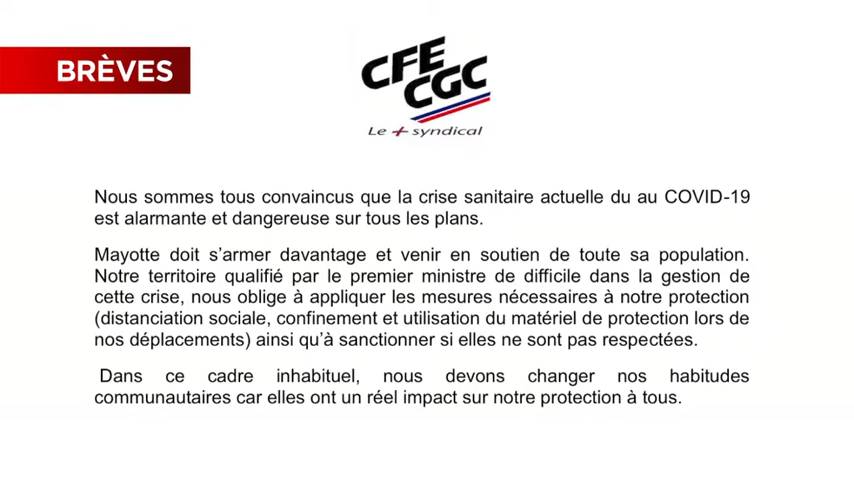 BRÈVES
CFE
CGC
Le + syndical
Nous sommes tous convaincus que la crise sanitaire actuelle du au COVID-19
est alarmante et dangereuse sur tous les plans.
Mayotte doit s'armer davantage et venir en soutien de toute sa population.
Notre territoire qualifié par le premier ministre de difficile dans la gestion de
cette crise, nous oblige à appliquer les mesures nécessaires à notre protection
(distanciation sociale, confinement et utilisation du matériel de protection lors de
nos déplacements) ainsi qu'à sanctionner si elles ne sont pas respectées.
Dans ce cadre inhabituel, nous devons changer nos habitudes
communautaires car elles ont un réel impact sur notre protection à tous.